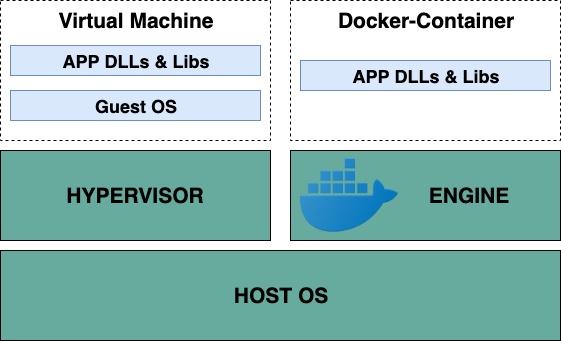 Virtual Machine
APP DLLs & Libs
Guest OS
Docker-Container
APP DLLs & Libs
HYPERVISOR
ENGINE
HOST OS